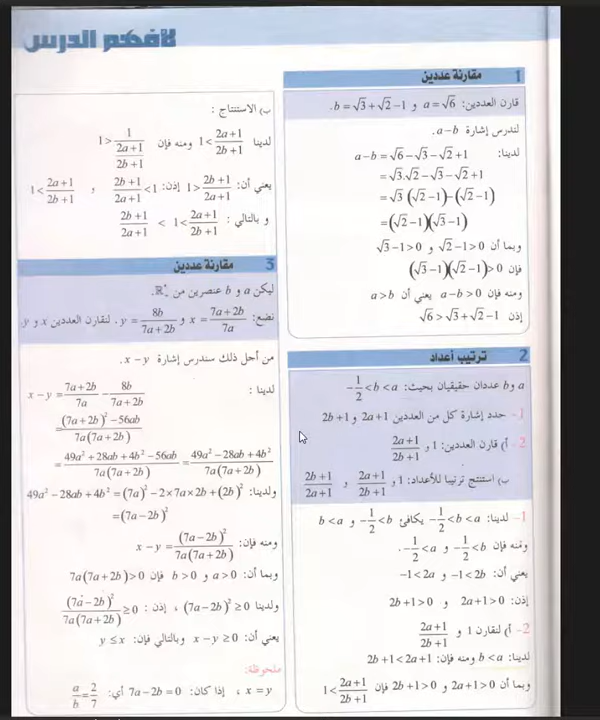 لأفهم الدرس
1 مقارنة عددين
قارن العددين: a=√6 و b=√3+√2-1.
لندرس إشارة a-b.
لدينا: a-b=√6-√3-√2+1
=√3.√2-√3-√2+1
=√3(√2-1)-(√2-1)
=(√2-1)(√3-1)
وبما أن √2-1>0 و √3-1>0
فإن (√3-1)(√2-1)>0
ومنه فإن a-b>0 يعني أن a>b
إذن √6>√3+√2-1
2 ترتيب أعداد
a وb عددان حقيقيان بحيث: -1/2<b<a
1- حدد إشارة كل من العددين 2a+1 و 2b+1
2- أ) قارن العددين: 1 و (2a+1)/(2b+1)
ب) استنتج ترتيبا للأعداد: 1 و (2a+1)/(2b+1) و (2b+1)/(2a+1)
1- لدينا: -1/2<b<a يكافئ -1/2<b و b<a
ومنه فإن -1/2<b و -1/2<a.
يعني أن: -1<2b و -1<2a
إذن: 2a+1>0 و 2b+1>0
2- أ) لنقارن 1 و (2a+1)/(2b+1)
لدينا: b<a ومنه فإن: 2b+1<2a+1
وبما أن 2a+1>0 و 2b+1>0 فإن 1<(2a+1)/(2b+1)
ب) الاستنتاج :
لدينا 1<(2a+1)/(2b+1) ومنه فإن 1>1/((2a+1)/(2b+1))
يعني أن: 1>(2b+1)/(2a+1) إذن: (2b+1)/(2a+1)<1 و 1<(2a+1)/(2b+1)
و بالتالي : (2b+1)/(2a+1) < 1<(2a+1)/(2b+1)
3 مقارنة عددين
ليكن a و b عنصرين من ℝ*₊.
نضع: x=(7a+2b)/7a و y=8b/(7a+2b). لنقارن العددين x و y
من أجل ذلك سندرس إشارة x-y.
لدينا : x-y=(7a+2b)/7a-8b/(7a+2b)
=((7a+2b)²-56ab)/(7a(7a+2b))
=(49a²+28ab+4b²-56ab)/(7a(7a+2b))=(49a²-28ab+4b²)/(7a(7a+2b))
ولدينا: 49a²-28ab+4b²=(7a)²-2×7a×2b+(2b)²
=(7a-2b)²
ومنه فإن: x-y=(7a-2b)²/(7a(7a+2b))
وبما أن: a>0 و b>0 فإن 7a(7a+2b)>0
ولدينا (7a-2b)²≥0 ، إذن : (7a-2b)²/(7a(7a+2b))≥0
يعني أن: x-y≥0 وبالتالي فإن: y≤x
ملحوظة:
x=y ، إذا كان: 7a-2b=0 أي: a/b=2/7